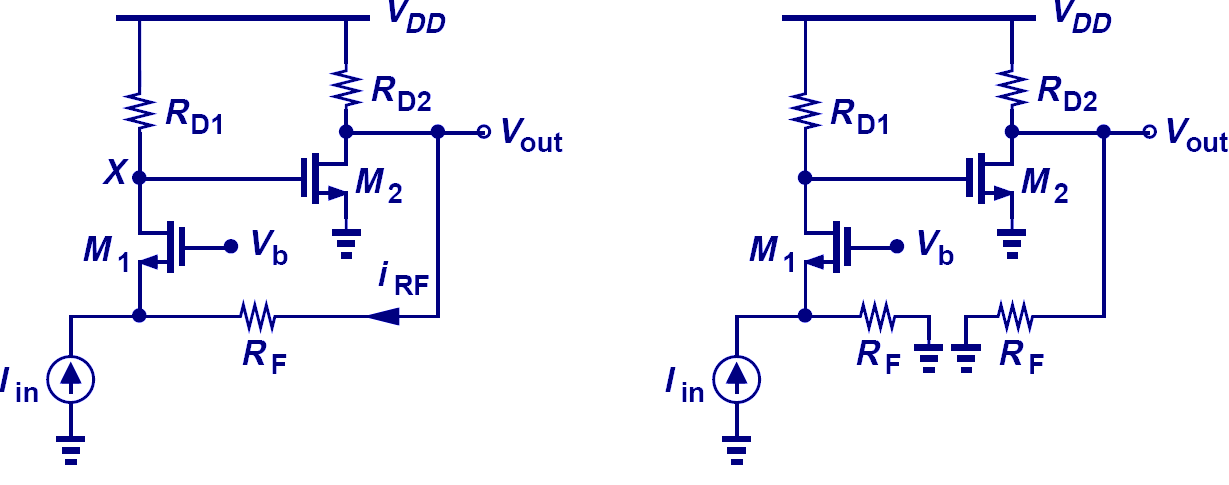 VDD
RD1
RD2
Vout
X
M2
M1
Vb
iRF
RF
Iin
VDD
RD1
RD2
Vout
M2
M1
Vb
RF
RF
Iin